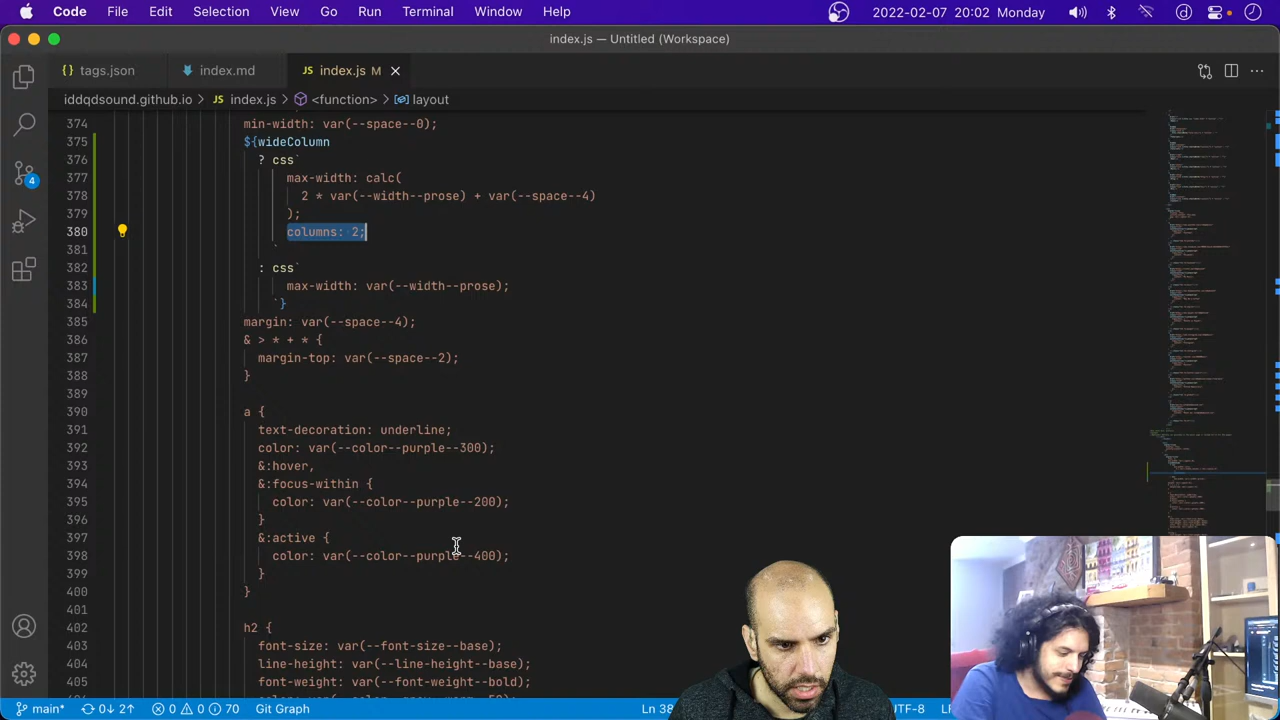 Code File Edit Selection View Go Run Terminal Window Help 2022-02-07 20:02 Monday
index.js — Untitled (Workspace)
tags.json index.md JS index.js M
iddqdsound.github.io > JS index.js > <function> > layout
374 min-width: var(--space--0);
375 ${wideColumn
376 ? css`
377 max-width: calc(
378 2 * var(--width--prose) + var(--space--4)
379 );
380 columns: 2;
381 `
382 : css`
383 max-width: var(--width--prose);
384 `}
385 margin: var(--space--4);
386 & > * + * {
387 margin-top: var(--space--2);
388 }
389
390 a {
391 text-decoration: underline;
392 color: var(--color--purple--300);
393 &:hover,
394 &:focus-within {
395 color: var(--color--purple--200);
396 }
397 &:active {
398 color: var(--color--purple--400);
399 }
400 }
401
402 h2 {
403 font-size: var(--font-size--base);
404 line-height: var(--line-height--base);
405 font-weight: var(--font-weight--bold);
4
main* 0↓ 2↑ 0 0 70 Git Graph Ln 38 UTF-8